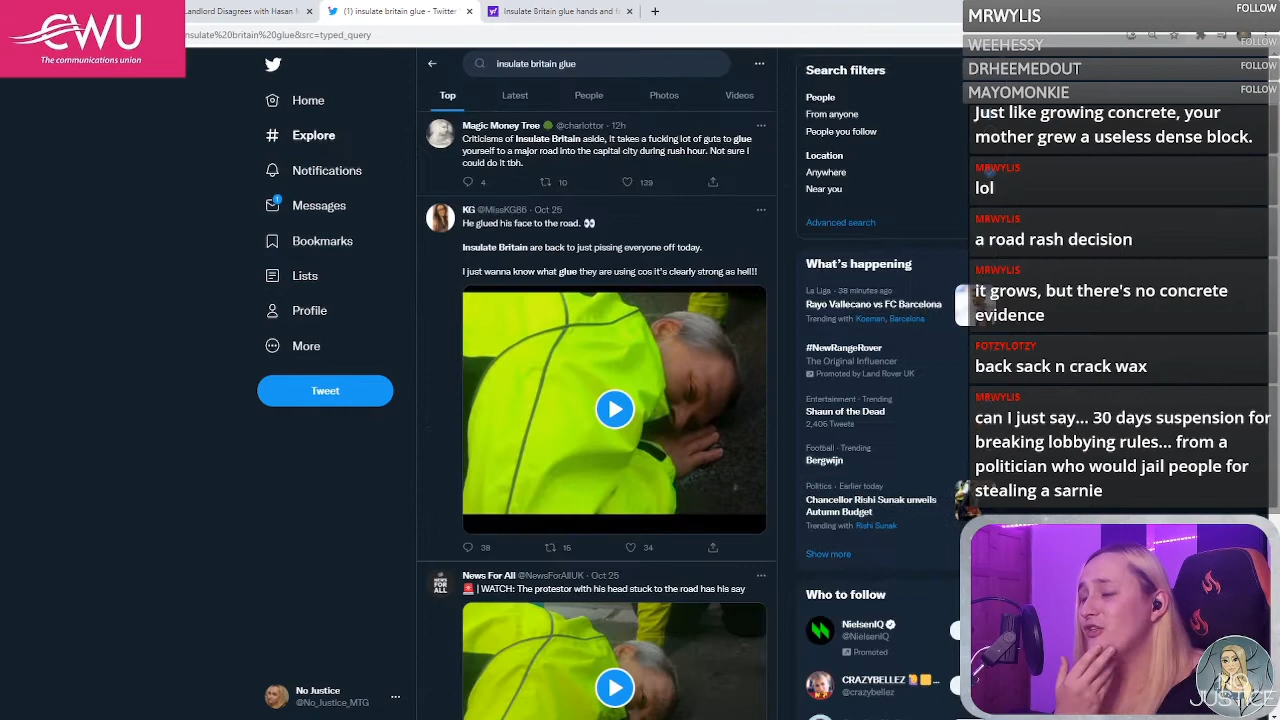 CWU
The communications union
Landlord Disagrees with Hasan
(1) insulate britain glue - Twitter
Insulate Britain glue hands and f
nsulate%20britain%20glue&src=typed_query
insulate britain glue
Top
Latest
People
Photos
Videos
Home
Explore
Notifications
1
Messages
Bookmarks
Lists
Profile
More
Tweet
No Justice
@No_Justice_MTG
Magic Money Tree @charlottor · 12h
Criticisms of Insulate Britain aside, it takes a fucking lot of guts to glue
yourself to a major road into the capital city during rush hour. Not sure I
could do it tbh.
4
10
139
KG @MissKG86 · Oct 25
He glued his face to the road. 👀
Insulate Britain are back to just pissing everyone off today.
I just wanna know what glue they are using cos it's clearly strong as hell!!!
38
15
34
News For All @NewsForAllUK · Oct 25
🚨 | WATCH: The protestor with his head stuck to the road has his say
NEWS
FOR
ALL
Search filters
People
From anyone
People you follow
Location
Anywhere
Near you
Advanced search
What's happening
La Liga · 38 minutes ago
Rayo Vallecano vs FC Barcelona
Trending with Koeman, Barcelona
#NewRangeRover
The Original Influencer
Promoted by Land Rover UK
Entertainment · Trending
Shaun of the Dead
2,405 Tweets
Football · Trending
Bergwijn
Politics · Earlier today
Chancellor Rishi Sunak unveils
Autumn Budget
Trending with Rishi Sunak
Show more
Who to follow
NielsenIQ
@NielsenIQ
Promoted
CRAZYBELLEZ
@crazybellez
MRWYLIS FOLLOW
WEEHESSY FOLLOW
DRHEEMEDOUT FOLLOW
MAYOMONKIE FOLLOW
Just like growing concrete, your
mother grew a useless dense block.
MRWYLIS
lol
MRWYLIS
a road rash decision
MRWYLIS
it grows, but there's no concrete
evidence
FOTZYLOTZY
back sack n crack wax
MRWYLIS
can I just say... 30 days suspension for
breaking lobbying rules... from a
politician who would jail people for
stealing a sarnie
JUSTICE